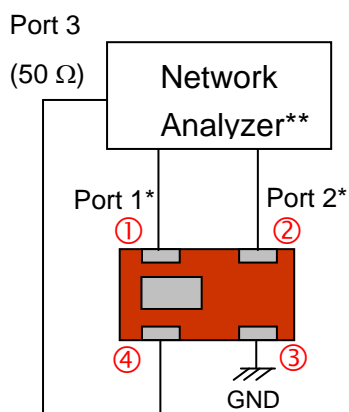 Port 3
(50 Ω)
Network
Analyzer**
Port 1*
Port 2*
①
②
④
③
GND